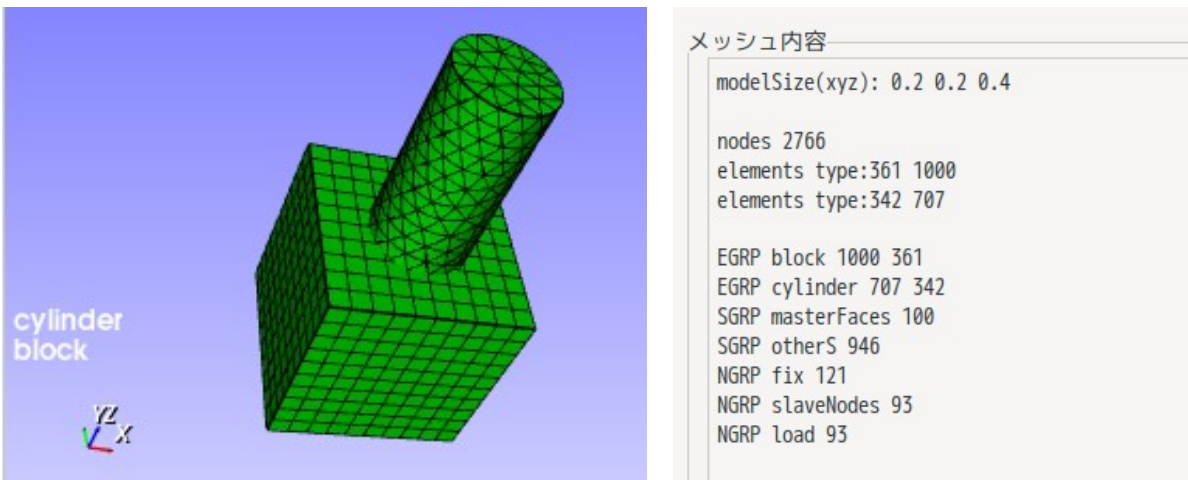 cylinder
block
YZ
X
メッシュ内容
modelSize(xyz): 0.2 0.2 0.4
nodes 2766
elements type:361 1000
elements type:342 707
EGRP block 1000 361
EGRP cylinder 707 342
SGRP masterFaces 100
SGRP otherS 946
NGRP fix 121
NGRP slaveNodes 93
NGRP load 93